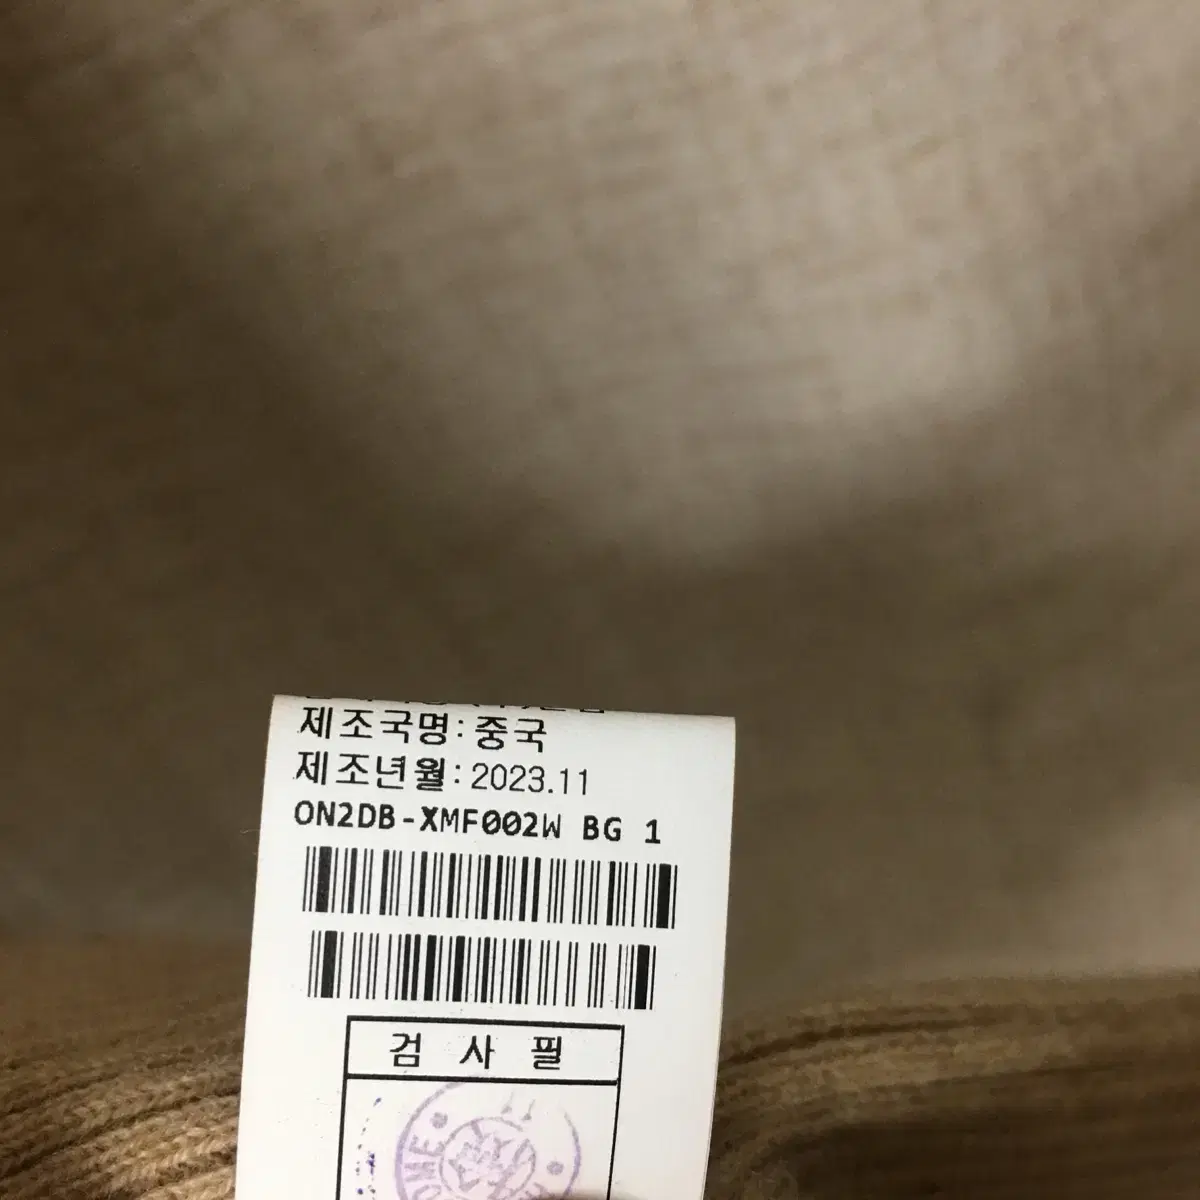 제조국명: 중국
제조년월: 2023.11
ON2DB-XMF002W BG 1
검 사 필